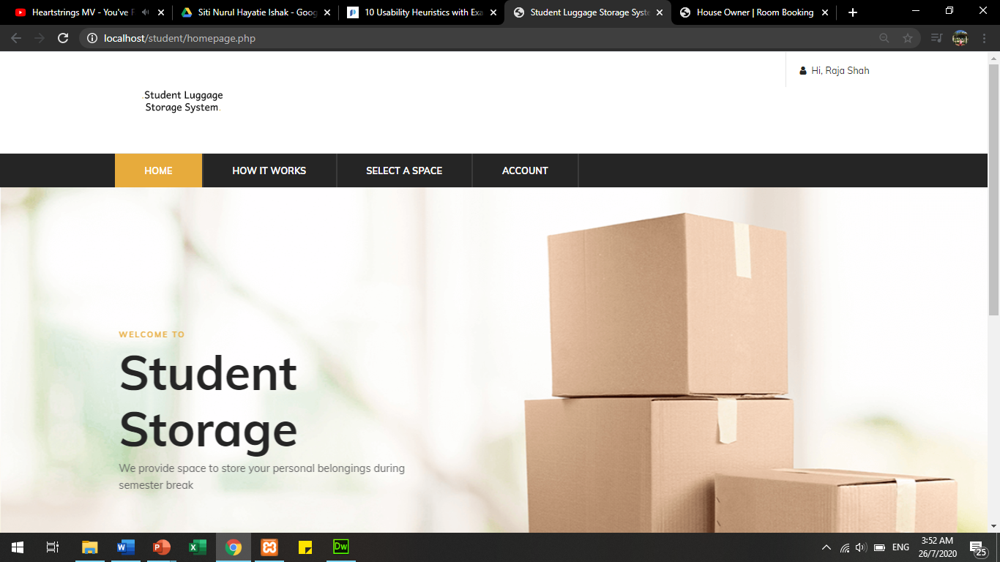 Heartstrings MV - You've F
Siti Nurul Hayatie Ishak - Goog
10 Usability Heuristics with Exa
Student Luggage Storage Syste
House Owner | Room Booking
localhost/student/homepage.php
Hi, Raja Shah
Student Luggage
Storage System.
HOME
HOW IT WORKS
SELECT A SPACE
ACCOUNT
WELCOME TO
Student
Storage
We provide space to store your personal belongings during
semester break
Dw
ENG
3:52 AM
26/7/2020
25